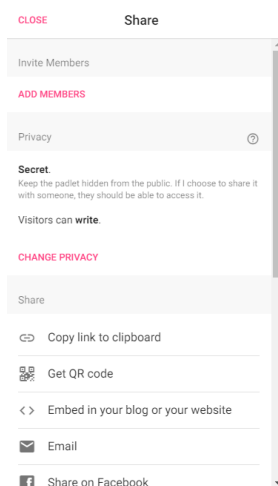 CLOSE Share
Invite Members
ADD MEMBERS
Privacy
Secret.
Keep the padlet hidden from the public. If I choose to share it
with someone, they should be able to access it.
Visitors can write.
CHANGE PRIVACY
Share
Copy link to clipboard
Get QR code
Embed in your blog or your website
Email
Share on Facebook